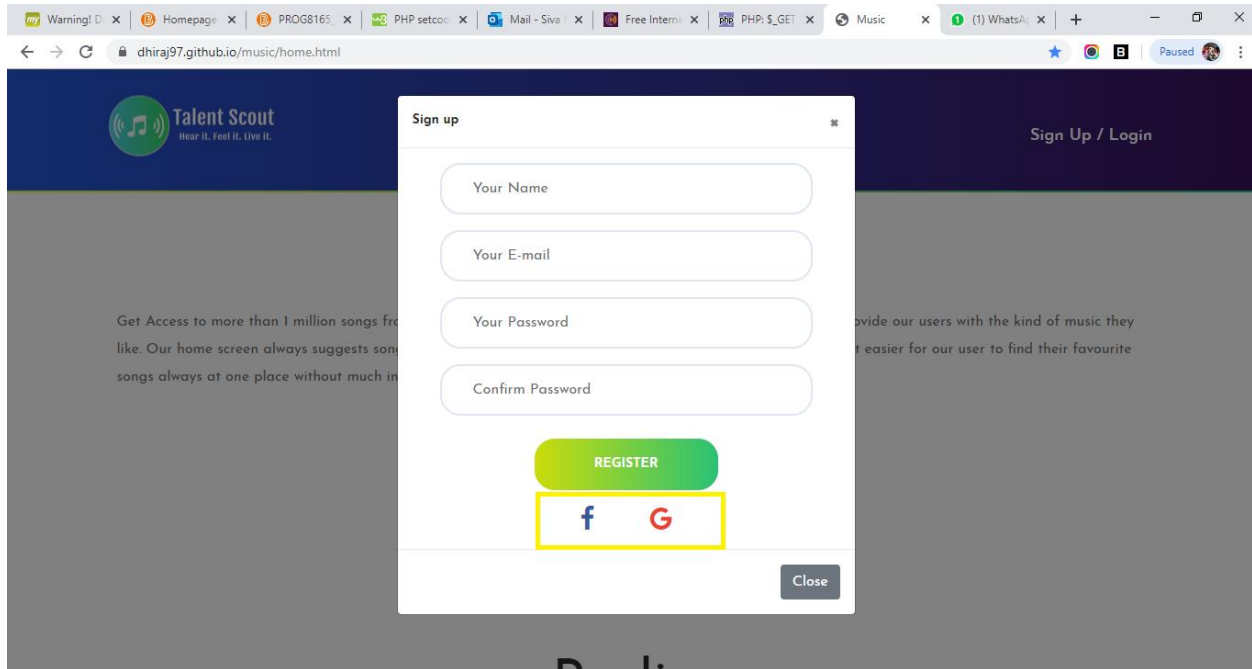 Warning! D
Homepage
PROG8165_
PHP setcoo
Mail - Siva
Free Intern
PHP: $_GET
Music
(1) WhatsA
dhiraj97.github.io/music/home.html
B
Paused
Talent Scout
Hear it. Feel it. Live it.
Sign Up / Login
Sign up
Your Name
Your E-mail
Your Password
Confirm Password
REGISTER
f G
Close
Get Access to more than 1 million songs fro
ovide our users with the kind of music they
like. Our home screen always suggests son
t easier for our user to find their favourite
songs always at one place without much in